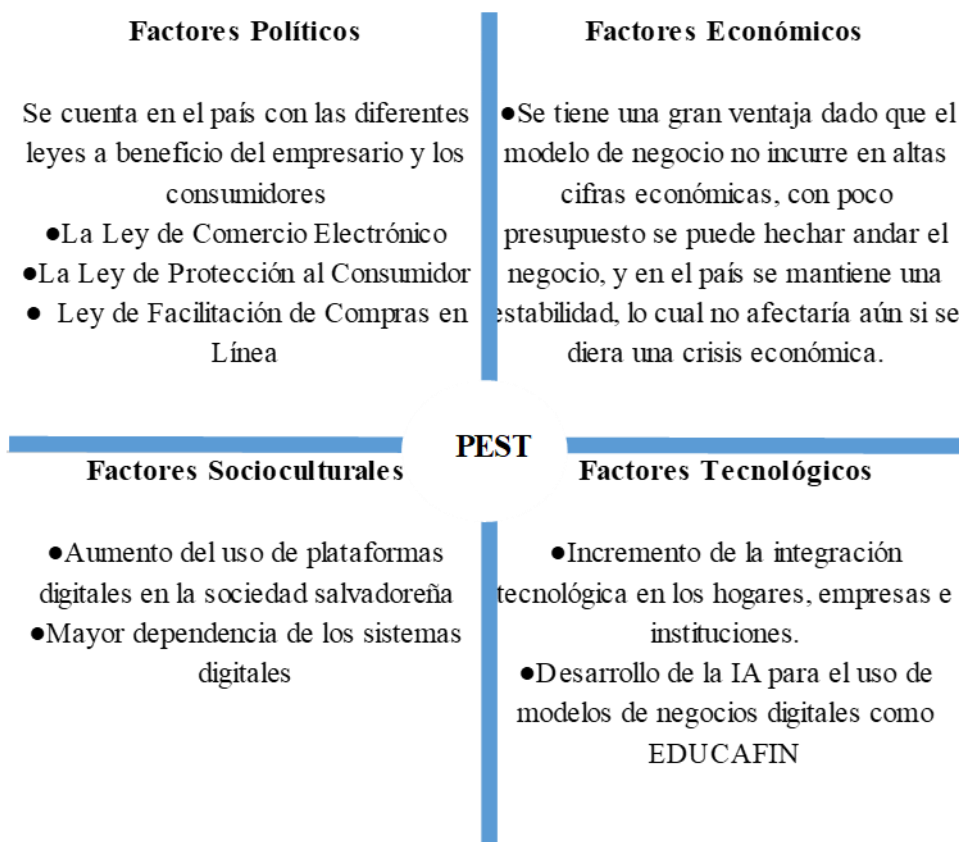 Factores Políticos
Se cuenta en el país con las diferentes
leyes a beneficio del empresario y los
consumidores
●La Ley de Comercio Electrónico
●La Ley de Protección al Consumidor
● Ley de Facilitación de Compras en
Línea
Factores Económicos
●Se tiene una gran ventaja dado que el
modelo de negocio no incurre en altas
cifras económicas, con poco
presupuesto se puede hechar andar el
negocio, y en el país se mantiene una
estabilidad, lo cual no afectaría aún si se
diera una crisis económica.
PEST
Factores Socioculturales
●Aumento del uso de plataformas
digitales en la sociedad salvadoreña
●Mayor dependencia de los sistemas
digitales
Factores Tecnológicos
●Incremento de la integración
tecnológica en los hogares, empresas e
instituciones.
●Desarrollo de la IA para el uso de
modelos de negocios digitales como
EDUCAFIN